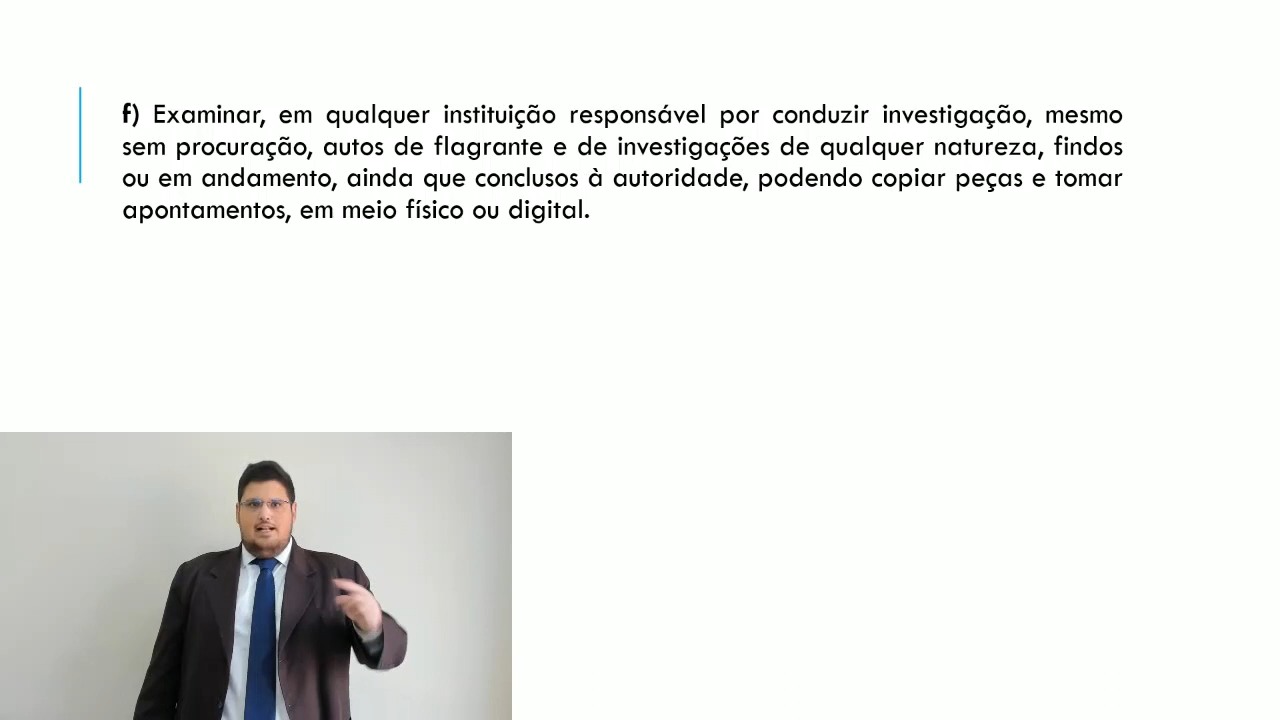 f) Examinar, em qualquer instituição responsável por conduzir investigação, mesmo
sem procuração, autos de flagrante e de investigações de qualquer natureza, findos
ou em andamento, ainda que conclusos à autoridade, podendo copiar peças e tomar
apontamentos, em meio físico ou digital.